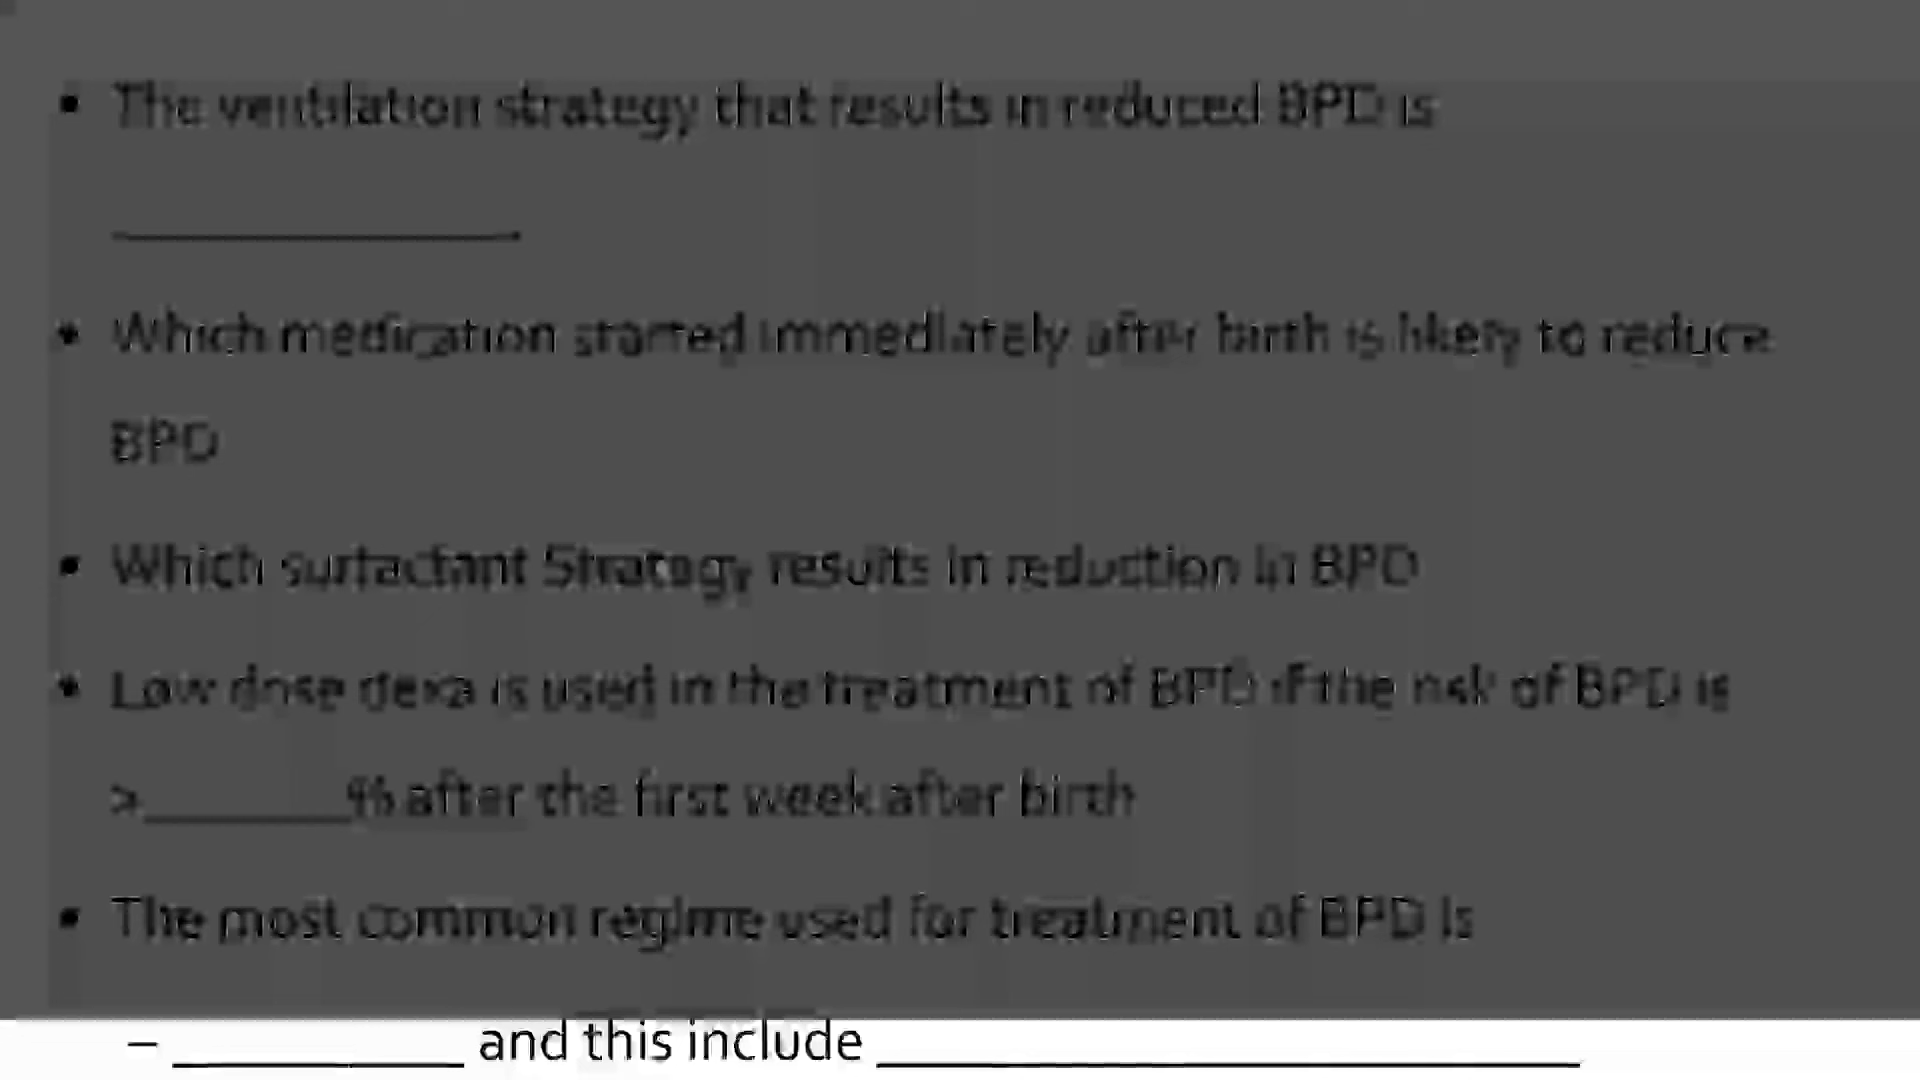 • The ventilation strategy that results in reduced BPD is
____________.
• Which medication started immediately after birth is likely to reduce
BPD
• Which surfactant Strategy results in reduction in BPD
• Low dose dexa is used in the treatment of BPD if the risk of BPD is
>______% after the first week after birth
• The most common regime used for treatment of BPD is
– ________ and this include ____________________